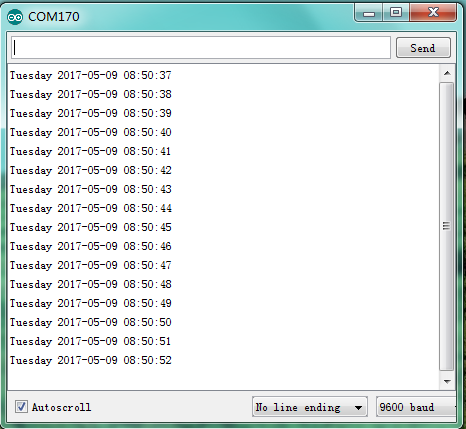 COM170
Send
Tuesday 2017-05-09 08:50:37
Tuesday 2017-05-09 08:50:38
Tuesday 2017-05-09 08:50:39
Tuesday 2017-05-09 08:50:40
Tuesday 2017-05-09 08:50:41
Tuesday 2017-05-09 08:50:42
Tuesday 2017-05-09 08:50:43
Tuesday 2017-05-09 08:50:44
Tuesday 2017-05-09 08:50:45
Tuesday 2017-05-09 08:50:46
Tuesday 2017-05-09 08:50:47
Tuesday 2017-05-09 08:50:48
Tuesday 2017-05-09 08:50:49
Tuesday 2017-05-09 08:50:50
Tuesday 2017-05-09 08:50:51
Tuesday 2017-05-09 08:50:52
Autoscroll No line ending 9600 baud